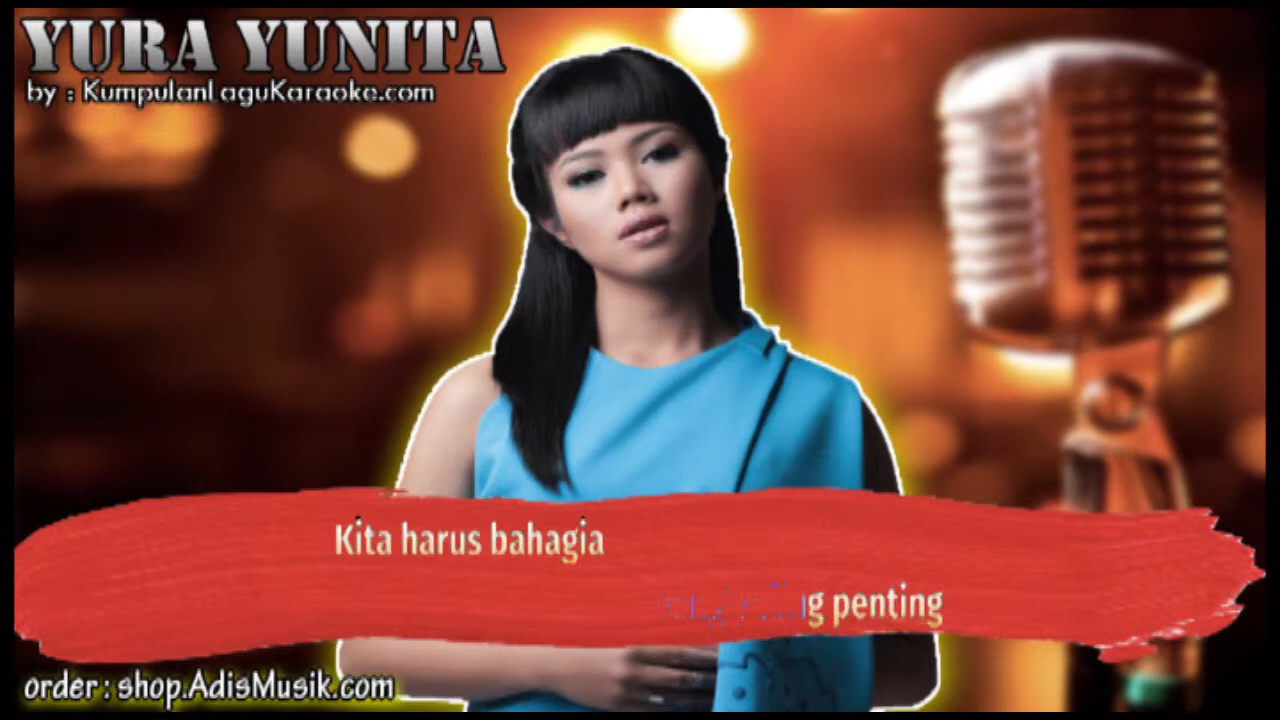 YURA YUNITA
by : KumpulanLaguKaraoke.com
Kita harus bahagia
penting
order : shop.AdisMusik.com